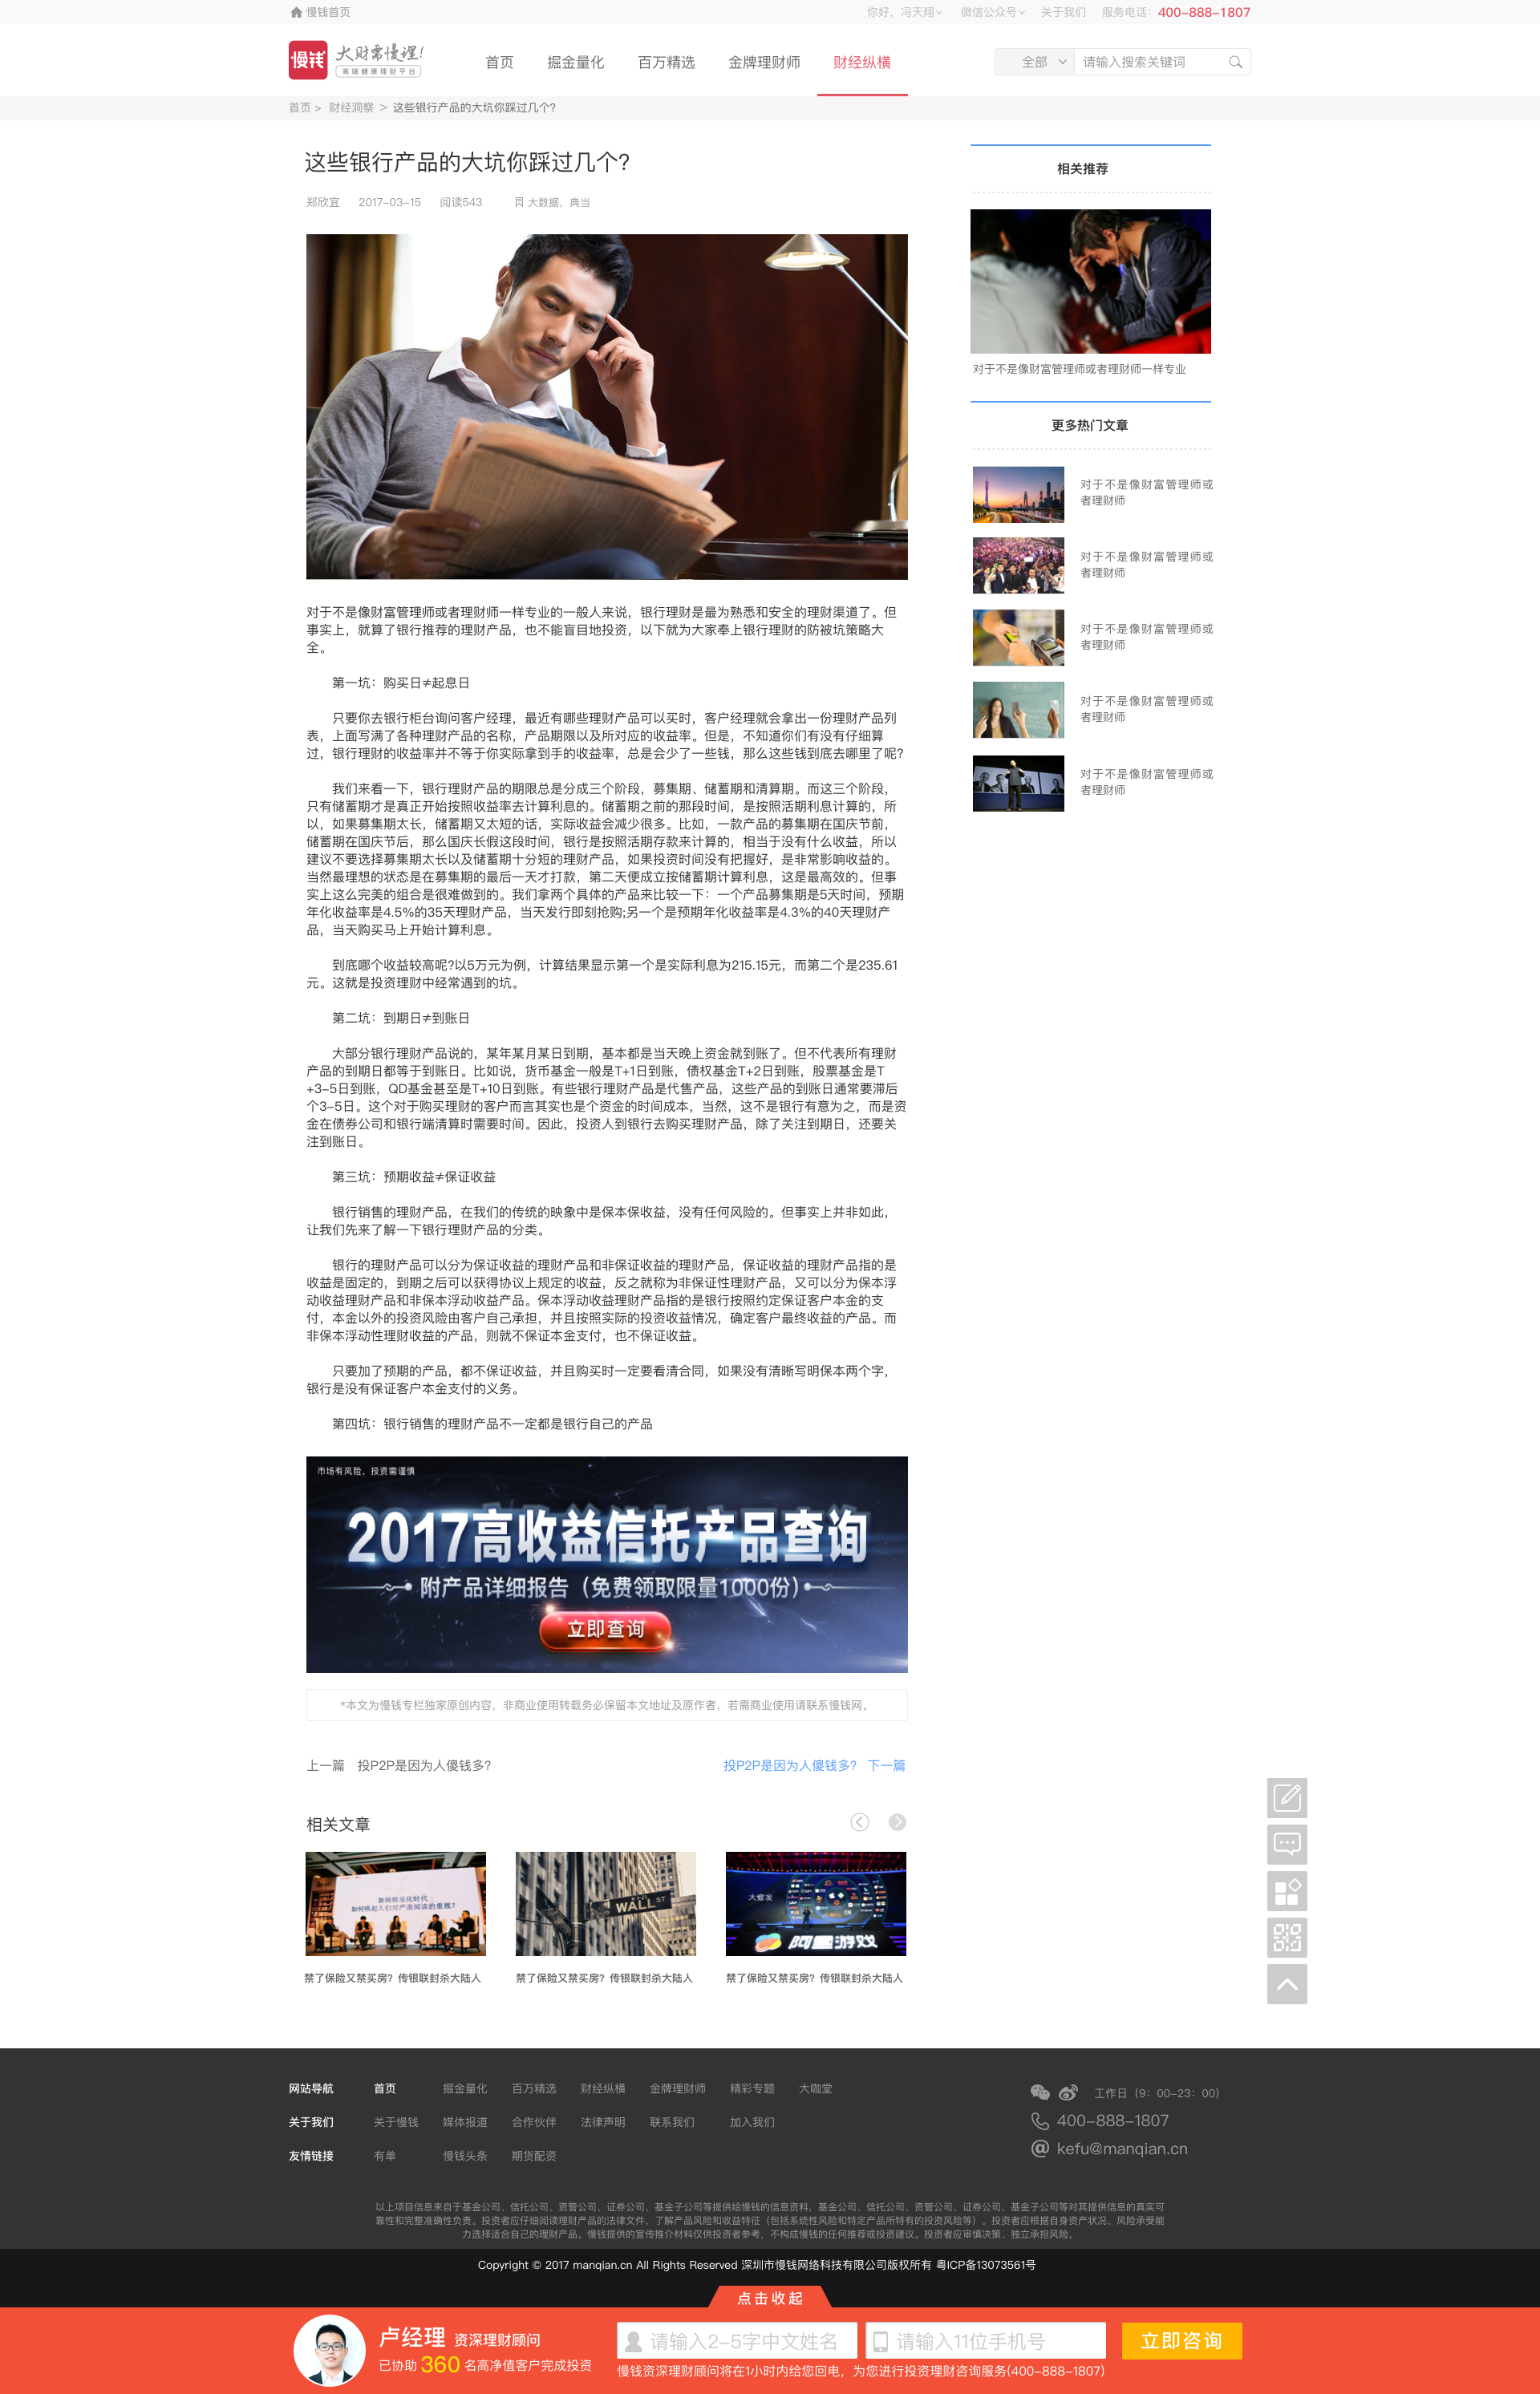 慢钱首页
你好，冯天翔 微信公众号 关于我们 服务电话：400-888-1807
慢钱 大财需慢理!
高端健康理财平台
首页 掘金量化 百万精选 金牌理财师 财经纵横
全部 请输入搜索关键词
首页 > 财经洞察 > 这些银行产品的大坑你踩过几个?
这些银行产品的大坑你踩过几个?
郑欣宜 2017-03-15 阅读543 大数据，典当
对于不是像财富管理师或者理财师一样专业的一般人来说，银行理财是最为熟悉和安全的理财渠道了。但
事实上，就算了银行推荐的理财产品，也不能盲目地投资，以下就为大家奉上银行理财的防被坑策略大
全。
第一坑：购买日≠起息日
只要你去银行柜台询问客户经理，最近有哪些理财产品可以买时，客户经理就会拿出一份理财产品列
表，上面写满了各种理财产品的名称，产品期限以及所对应的收益率。但是，不知道你们有没有仔细算
过，银行理财的收益率并不等于你实际拿到手的收益率，总是会少了一些钱，那么这些钱到底去哪里了呢?
我们来看一下，银行理财产品的期限总是分成三个阶段，募集期、储蓄期和清算期。而这三个阶段，
只有储蓄期才是真正开始按照收益率去计算利息的。储蓄期之前的那段时间，是按照活期利息计算的，所
以，如果募集期太长，储蓄期又太短的话，实际收益会减少很多。比如，一款产品的募集期在国庆节前，
储蓄期在国庆节后，那么国庆长假这段时间，银行是按照活期存款来计算的，相当于没有什么收益，所以
建议不要选择募集期太长以及储蓄期十分短的理财产品，如果投资时间没有把握好，是非常影响收益的。
当然最理想的状态是在募集期的最后一天才打款，第二天便成立按储蓄期计算利息，这是最高效的。但事
实上这么完美的组合是很难做到的。我们拿两个具体的产品来比较一下：一个产品募集期是5天时间，预期
年化收益率是4.5%的35天理财产品，当天发行即刻抢购;另一个是预期年化收益率是4.3%的40天理财产
品，当天购买马上开始计算利息。
到底哪个收益较高呢?以5万元为例，计算结果显示第一个是实际利息为215.15元，而第二个是235.61
元。这就是投资理财中经常遇到的坑。
第二坑：到期日≠到账日
大部分银行理财产品说的，某年某月某日到期，基本都是当天晚上资金就到账了。但不代表所有理财
产品的到期日都等于到账日。比如说，货币基金一般是T+1日到账，债权基金T+2日到账，股票基金是T
+3-5日到账，QD基金甚至是T+10日到账。有些银行理财产品是代售产品，这些产品的到账日通常要滞后
个3-5日。这个对于购买理财的客户而言其实也是个资金的时间成本，当然，这不是银行有意为之，而是资
金在债券公司和银行端清算时需要时间。因此，投资人到银行去购买理财产品，除了关注到期日，还要关
注到账日。
第三坑：预期收益≠保证收益
银行销售的理财产品，在我们的传统的映象中是保本保收益，没有任何风险的。但事实上并非如此，
让我们先来了解一下银行理财产品的分类。
银行的理财产品可以分为保证收益的理财产品和非保证收益的理财产品，保证收益的理财产品指的是
收益是固定的，到期之后可以获得协议上规定的收益，反之就称为非保证性理财产品，又可以分为保本浮
动收益理财产品和非保本浮动收益产品。保本浮动收益理财产品指的是银行按照约定保证客户本金的支
付，本金以外的投资风险由客户自己承担，并且按照实际的投资收益情况，确定客户最终收益的产品。而
非保本浮动性理财收益的产品，则就不保证本金支付，也不保证收益。
只要加了预期的产品，都不保证收益，并且购买时一定要看清合同，如果没有清晰写明保本两个字，
银行是没有保证客户本金支付的义务。
第四坑：银行销售的理财产品不一定都是银行自己的产品
市场有风险，投资需谨慎
2017高收益信托产品查询
附产品详细报告（免费领取限量1000份）
立即查询
*本文为慢钱专栏独家原创内容，非商业使用转载务必保留本文地址及原作者，若需商业使用请联系慢钱网。
上一篇 投P2P是因为人傻钱多? 投P2P是因为人傻钱多? 下一篇
相关文章
新闻娱乐化时代：
如何唤起人们对严肃阅读的重视?
WALL ST
阿里游戏
禁了保险又禁买房？传银联封杀大陆人
禁了保险又禁买房？传银联封杀大陆人
禁了保险又禁买房？传银联封杀大陆人
相关推荐
对于不是像财富管理师或者理财师一样专业
更多热门文章
对于不是像财富管理师或
者理财师
对于不是像财富管理师或
者理财师
对于不是像财富管理师或
者理财师
对于不是像财富管理师或
者理财师
对于不是像财富管理师或
者理财师
网站导航 首页 掘金量化 百万精选 财经纵横 金牌理财师 精彩专题 大咖堂
关于我们 关于慢钱 媒体报道 合作伙伴 法律声明 联系我们 加入我们
友情链接 有单 慢钱头条 期货配资
工作日（9：00-23：00）
400-888-1807
kefu@manqian.cn
以上项目信息来自于基金公司、信托公司、资管公司、证券公司、基金子公司等提供给慢钱的信息资料，基金公司、信托公司、资管公司、证券公司、基金子公司等对其提供信息的真实可
靠性和完整准确性负责。投资者应仔细阅读理财产品的法律文件，了解产品风险和收益特征（包括系统性风险和特定产品所特有的投资风险等）。投资者应根据自身资产状况、风险承受能
力选择适合自己的理财产品。慢钱提供的宣传推介材料仅供投资者参考，不构成慢钱的任何推荐或投资建议。投资者应审慎决策、独立承担风险。
Copyright © 2017 manqian.cn All Rights Reserved 深圳市慢钱网络科技有限公司版权所有 粤ICP备13073561号
点击收起
卢经理 资深理财顾问
已协助 360 名高净值客户完成投资
请输入2-5字中文姓名 请输入11位手机号 立即咨询
慢钱资深理财顾问将在1小时内给您回电，为您进行投资理财咨询服务(400-888-1807)